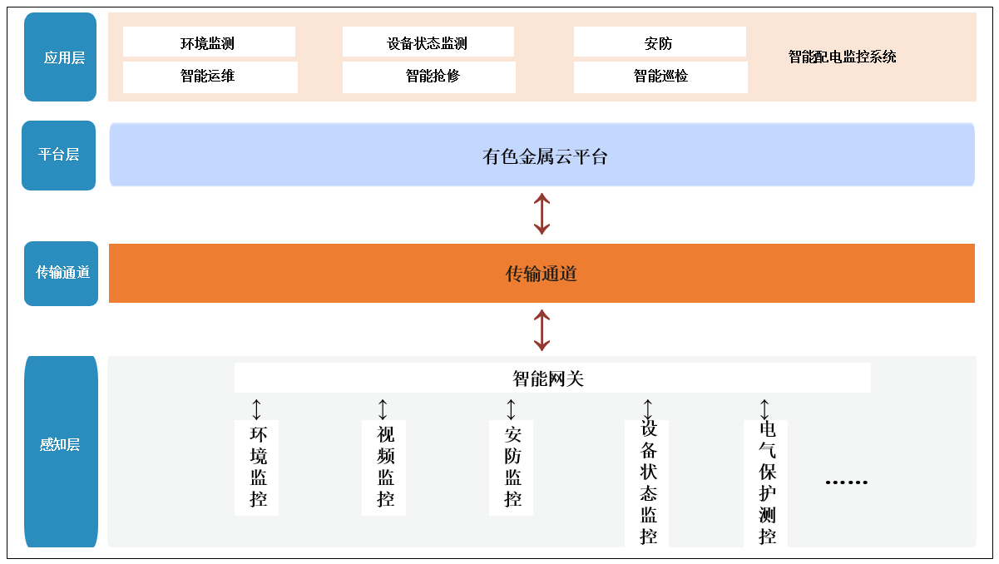 应用层
环境监测
设备状态监测
安防
智能配电监控系统
智能运维
智能抢修
智能巡检
平台层
有色金属云平台
传输通道
传输通道
感知层
智能网关
环境监控
视频监控
安防监控
设备状态监控
电气保护测控
……